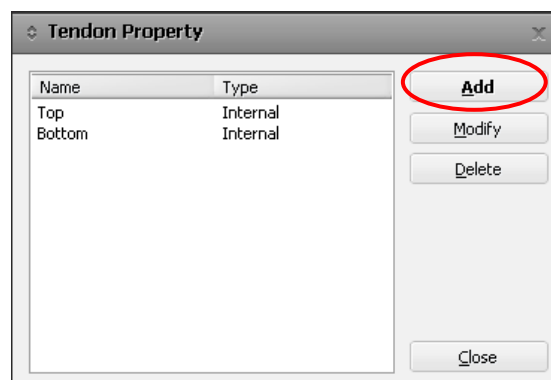 Tendon Property
Name Type
Top Internal
Bottom Internal
Add
Modify
Delete
Close